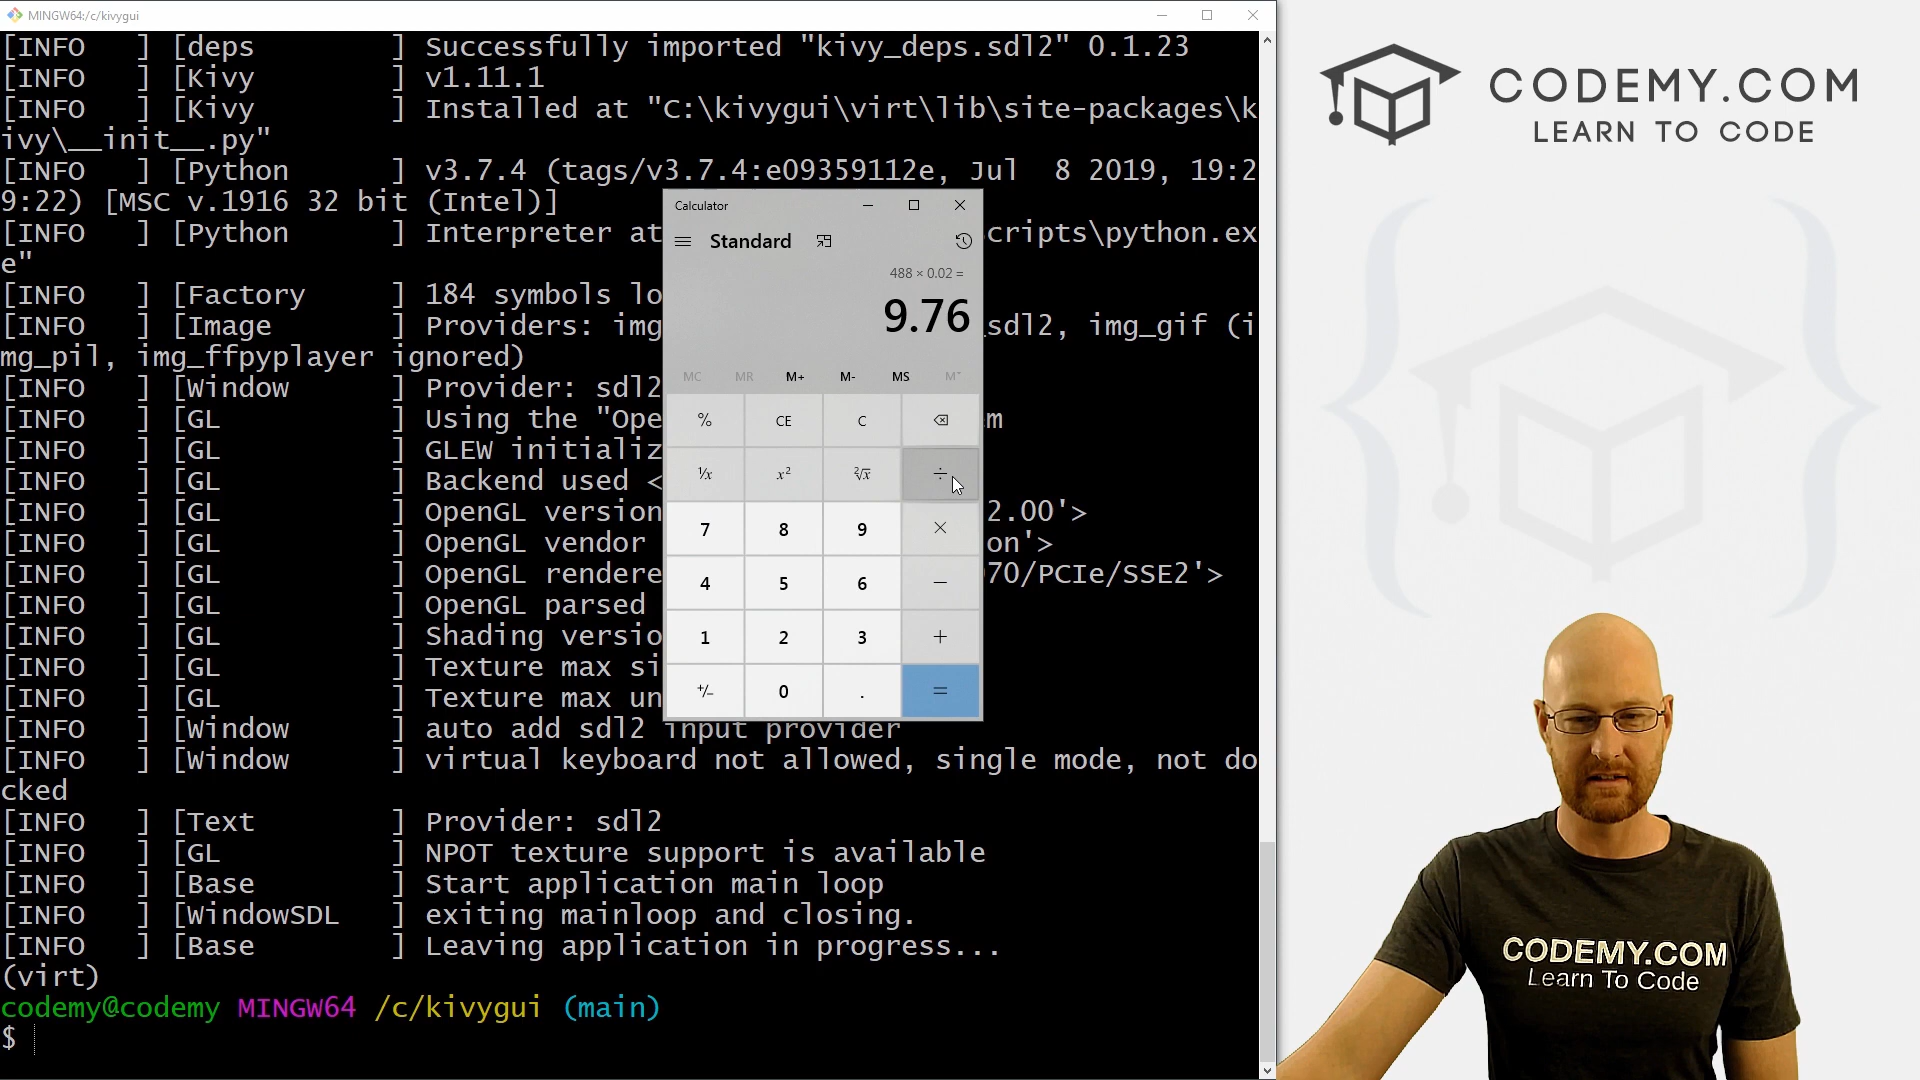 MINGW64:/c/kivygui
[INFO   ] [deps        ] Successfully imported "kivy_deps.sdl2" 0.1.23
[INFO   ] [Kivy        ] v1.11.1
[INFO   ] [Kivy        ] Installed at "C:\kivygui\virt\lib\site-packages\k
ivy\__init__.py"
[INFO   ] [Python      ] v3.7.4 (tags/v3.7.4:e09359112e, Jul  8 2019, 19:2
9:22) [MSC v.1916 32 bit (Intel)]
[INFO   ] [Python      ] Interpreter at cripts\python.ex
e"
[INFO   ] [Factory     ] 184 symbols lo
[INFO   ] [Image       ] Providers: img sdl2, img_gif (i
mg_pil, img_ffpyplayer ignored)
[INFO   ] [Window      ] Provider: sdl2
[INFO   ] [GL          ] Using the "Ope m
[INFO   ] [GL          ] GLEW initializ
[INFO   ] [GL          ] Backend used <
[INFO   ] [GL          ] OpenGL version 2.00'>
[INFO   ] [GL          ] OpenGL vendor on'>
[INFO   ] [GL          ] OpenGL rendere 070/PCIe/SSE2'>
[INFO   ] [GL          ] OpenGL parsed
[INFO   ] [GL          ] Shading versio
[INFO   ] [GL          ] Texture max si
[INFO   ] [GL          ] Texture max un
[INFO   ] [Window      ] auto add sdl2 input provider
[INFO   ] [Window      ] virtual keyboard not allowed, single mode, not do
cked
[INFO   ] [Text        ] Provider: sdl2
[INFO   ] [GL          ] NPOT texture support is available
[INFO   ] [Base        ] Start application main loop
[INFO   ] [WindowSDL   ] exiting mainloop and closing.
[INFO   ] [Base        ] Leaving application in progress...
(virt)
codemy@codemy MINGW64 /c/kivygui (main)
$
Calculator
Standard
488 × 0.02 =
9.76
MC MR M+ M- MS M˅
% CE C
¹/x x² ²√x ÷
7 8 9 ×
4 5 6 −
1 2 3 +
+/− 0 . =
CODEMY.COM
LEARN TO CODE
CODEMY.COM
Learn To Code